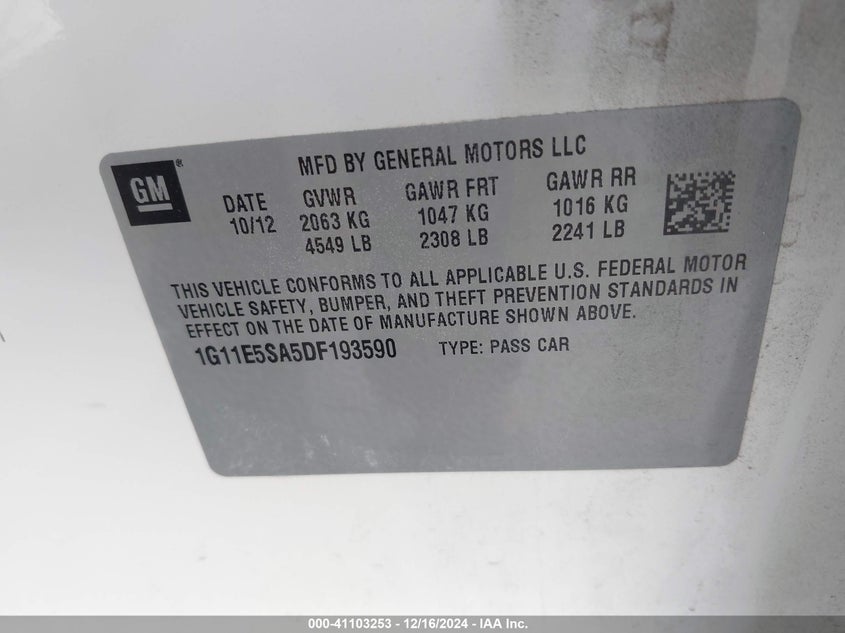 GM ®
MFD BY GENERAL MOTORS LLC
DATE GVWR GAWR FRT GAWR RR
10/12 2063 KG 1047 KG 1016 KG
4549 LB 2308 LB 2241 LB
THIS VEHICLE CONFORMS TO ALL APPLICABLE U.S. FEDERAL MOTOR
VEHICLE SAFETY, BUMPER, AND THEFT PREVENTION STANDARDS IN
EFFECT ON THE DATE OF MANUFACTURE SHOWN ABOVE.
1G11E5SA5DF193590 TYPE: PASS CAR
000-41103253 - 12/16/2024 - IAA Inc.